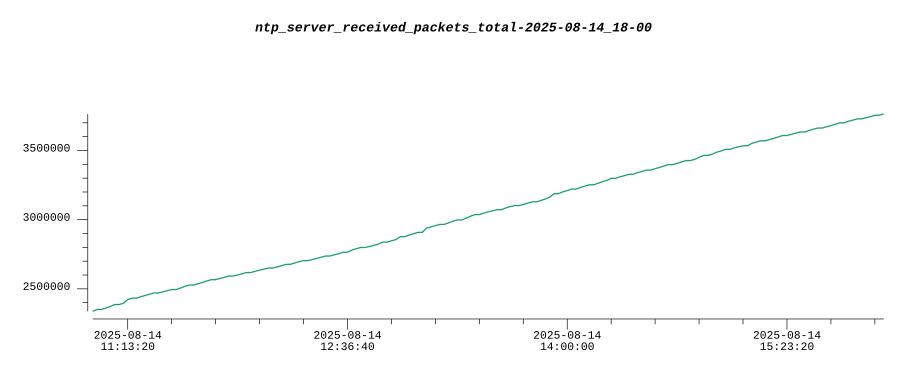 ntp_server_received_packets_total-2025-08-14_18-00
3500000
3000000
2500000
2025-08-14 2025-08-14 2025-08-14 2025-08-14
11:13:20 12:36:40 14:00:00 15:23:20